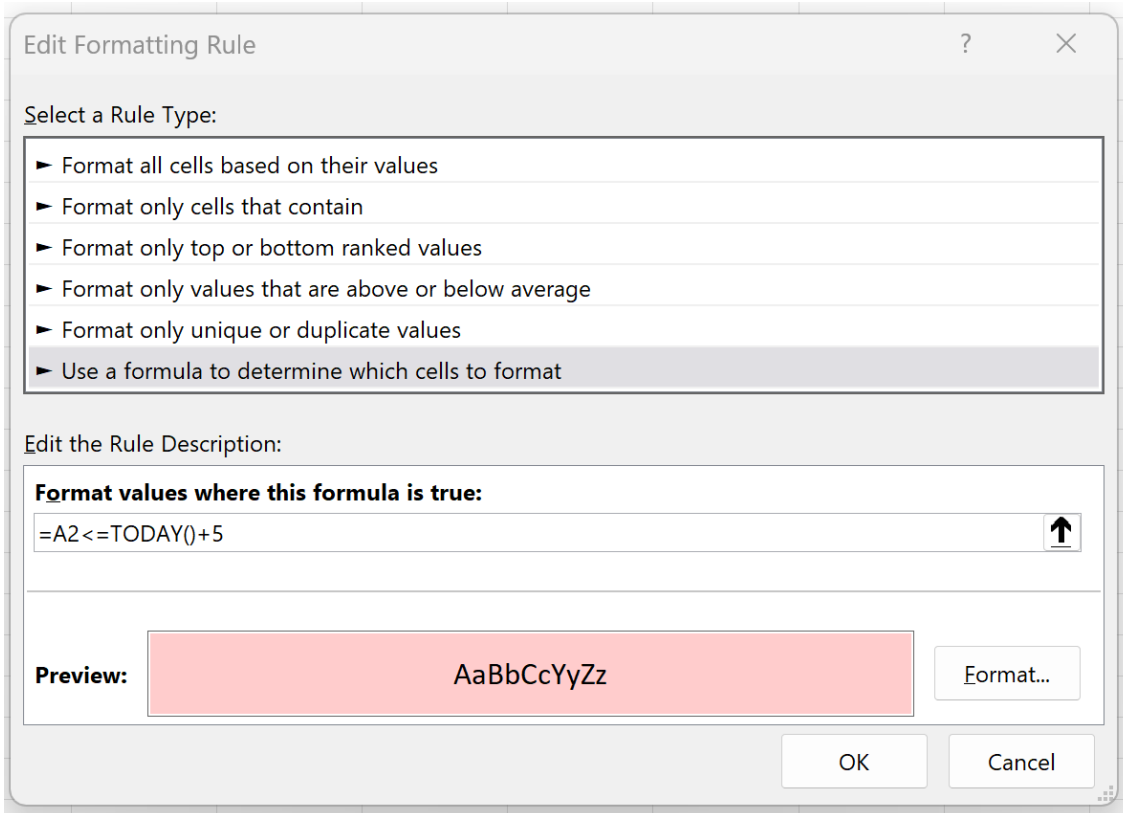 Edit Formatting Rule ?
Select a Rule Type:
► Format all cells based on their values
► Format only cells that contain
► Format only top or bottom ranked values
► Format only values that are above or below average
► Format only unique or duplicate values
► Use a formula to determine which cells to format
Edit the Rule Description:
Format values where this formula is true:
=A2<=TODAY()+5
Preview: AaBbCcYyZz Format...
OK Cancel